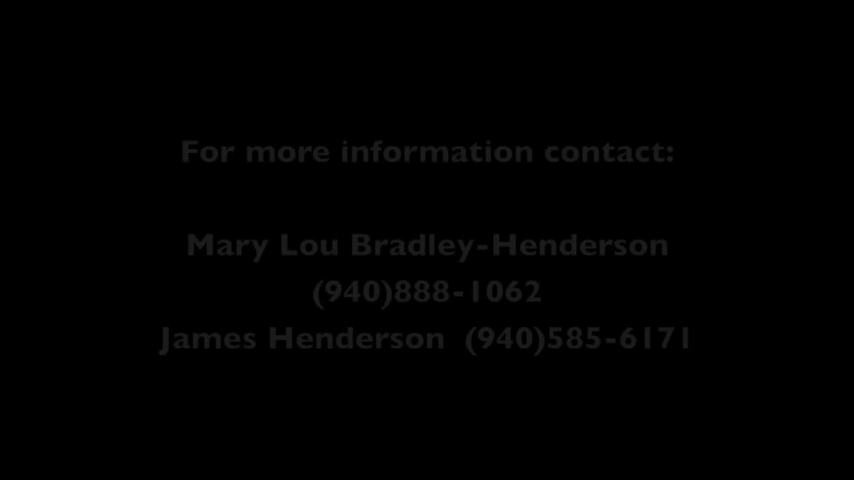 For more information contact:
Mary Lou Bradley-Henderson
(940)888-1062
James Henderson  (940)585-6171